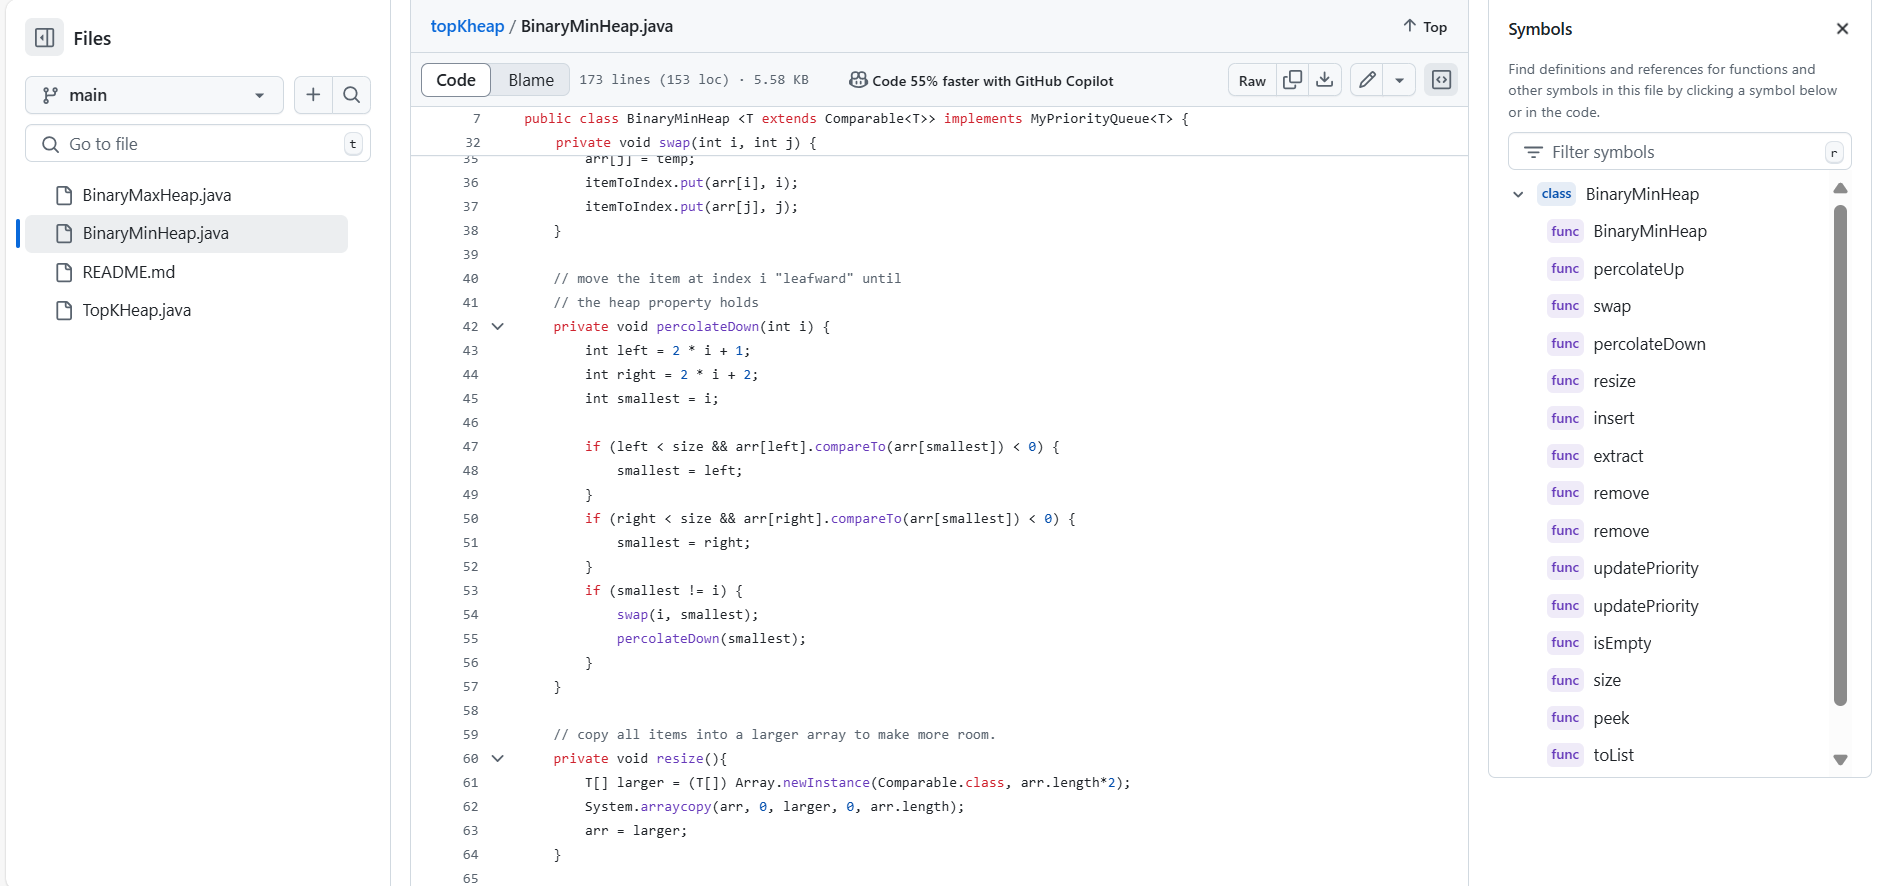 Files
main
Go to file
t
BinaryMaxHeap.java
BinaryMinHeap.java
README.md
TopKHeap.java
topKheap / BinaryMinHeap.java
Top
Code
Blame
173 lines (153 loc) · 5.58 KB
Code 55% faster with GitHub Copilot
Raw
7 public class BinaryMinHeap <T extends Comparable<T>> implements MyPriorityQueue<T> {
32 private void swap(int i, int j) {
35 arr[j] = temp;
36 itemToIndex.put(arr[i], i);
37 itemToIndex.put(arr[j], j);
38 }
39
40 // move the item at index i "leafward" until
41 // the heap property holds
42 private void percolateDown(int i) {
43 int left = 2 * i + 1;
44 int right = 2 * i + 2;
45 int smallest = i;
46
47 if (left < size && arr[left].compareTo(arr[smallest]) < 0) {
48 smallest = left;
49 }
50 if (right < size && arr[right].compareTo(arr[smallest]) < 0) {
51 smallest = right;
52 }
53 if (smallest != i) {
54 swap(i, smallest);
55 percolateDown(smallest);
56 }
57 }
58
59 // copy all items into a larger array to make more room.
60 private void resize(){
61 T[] larger = (T[]) Array.newInstance(Comparable.class, arr.length*2);
62 System.arraycopy(arr, 0, larger, 0, arr.length);
63 arr = larger;
64 }
65
Symbols
Find definitions and references for functions and
other symbols in this file by clicking a symbol below
or in the code.
Filter symbols
r
class BinaryMinHeap
func BinaryMinHeap
func percolateUp
func swap
func percolateDown
func resize
func insert
func extract
func remove
func remove
func updatePriority
func updatePriority
func isEmpty
func size
func peek
func toList